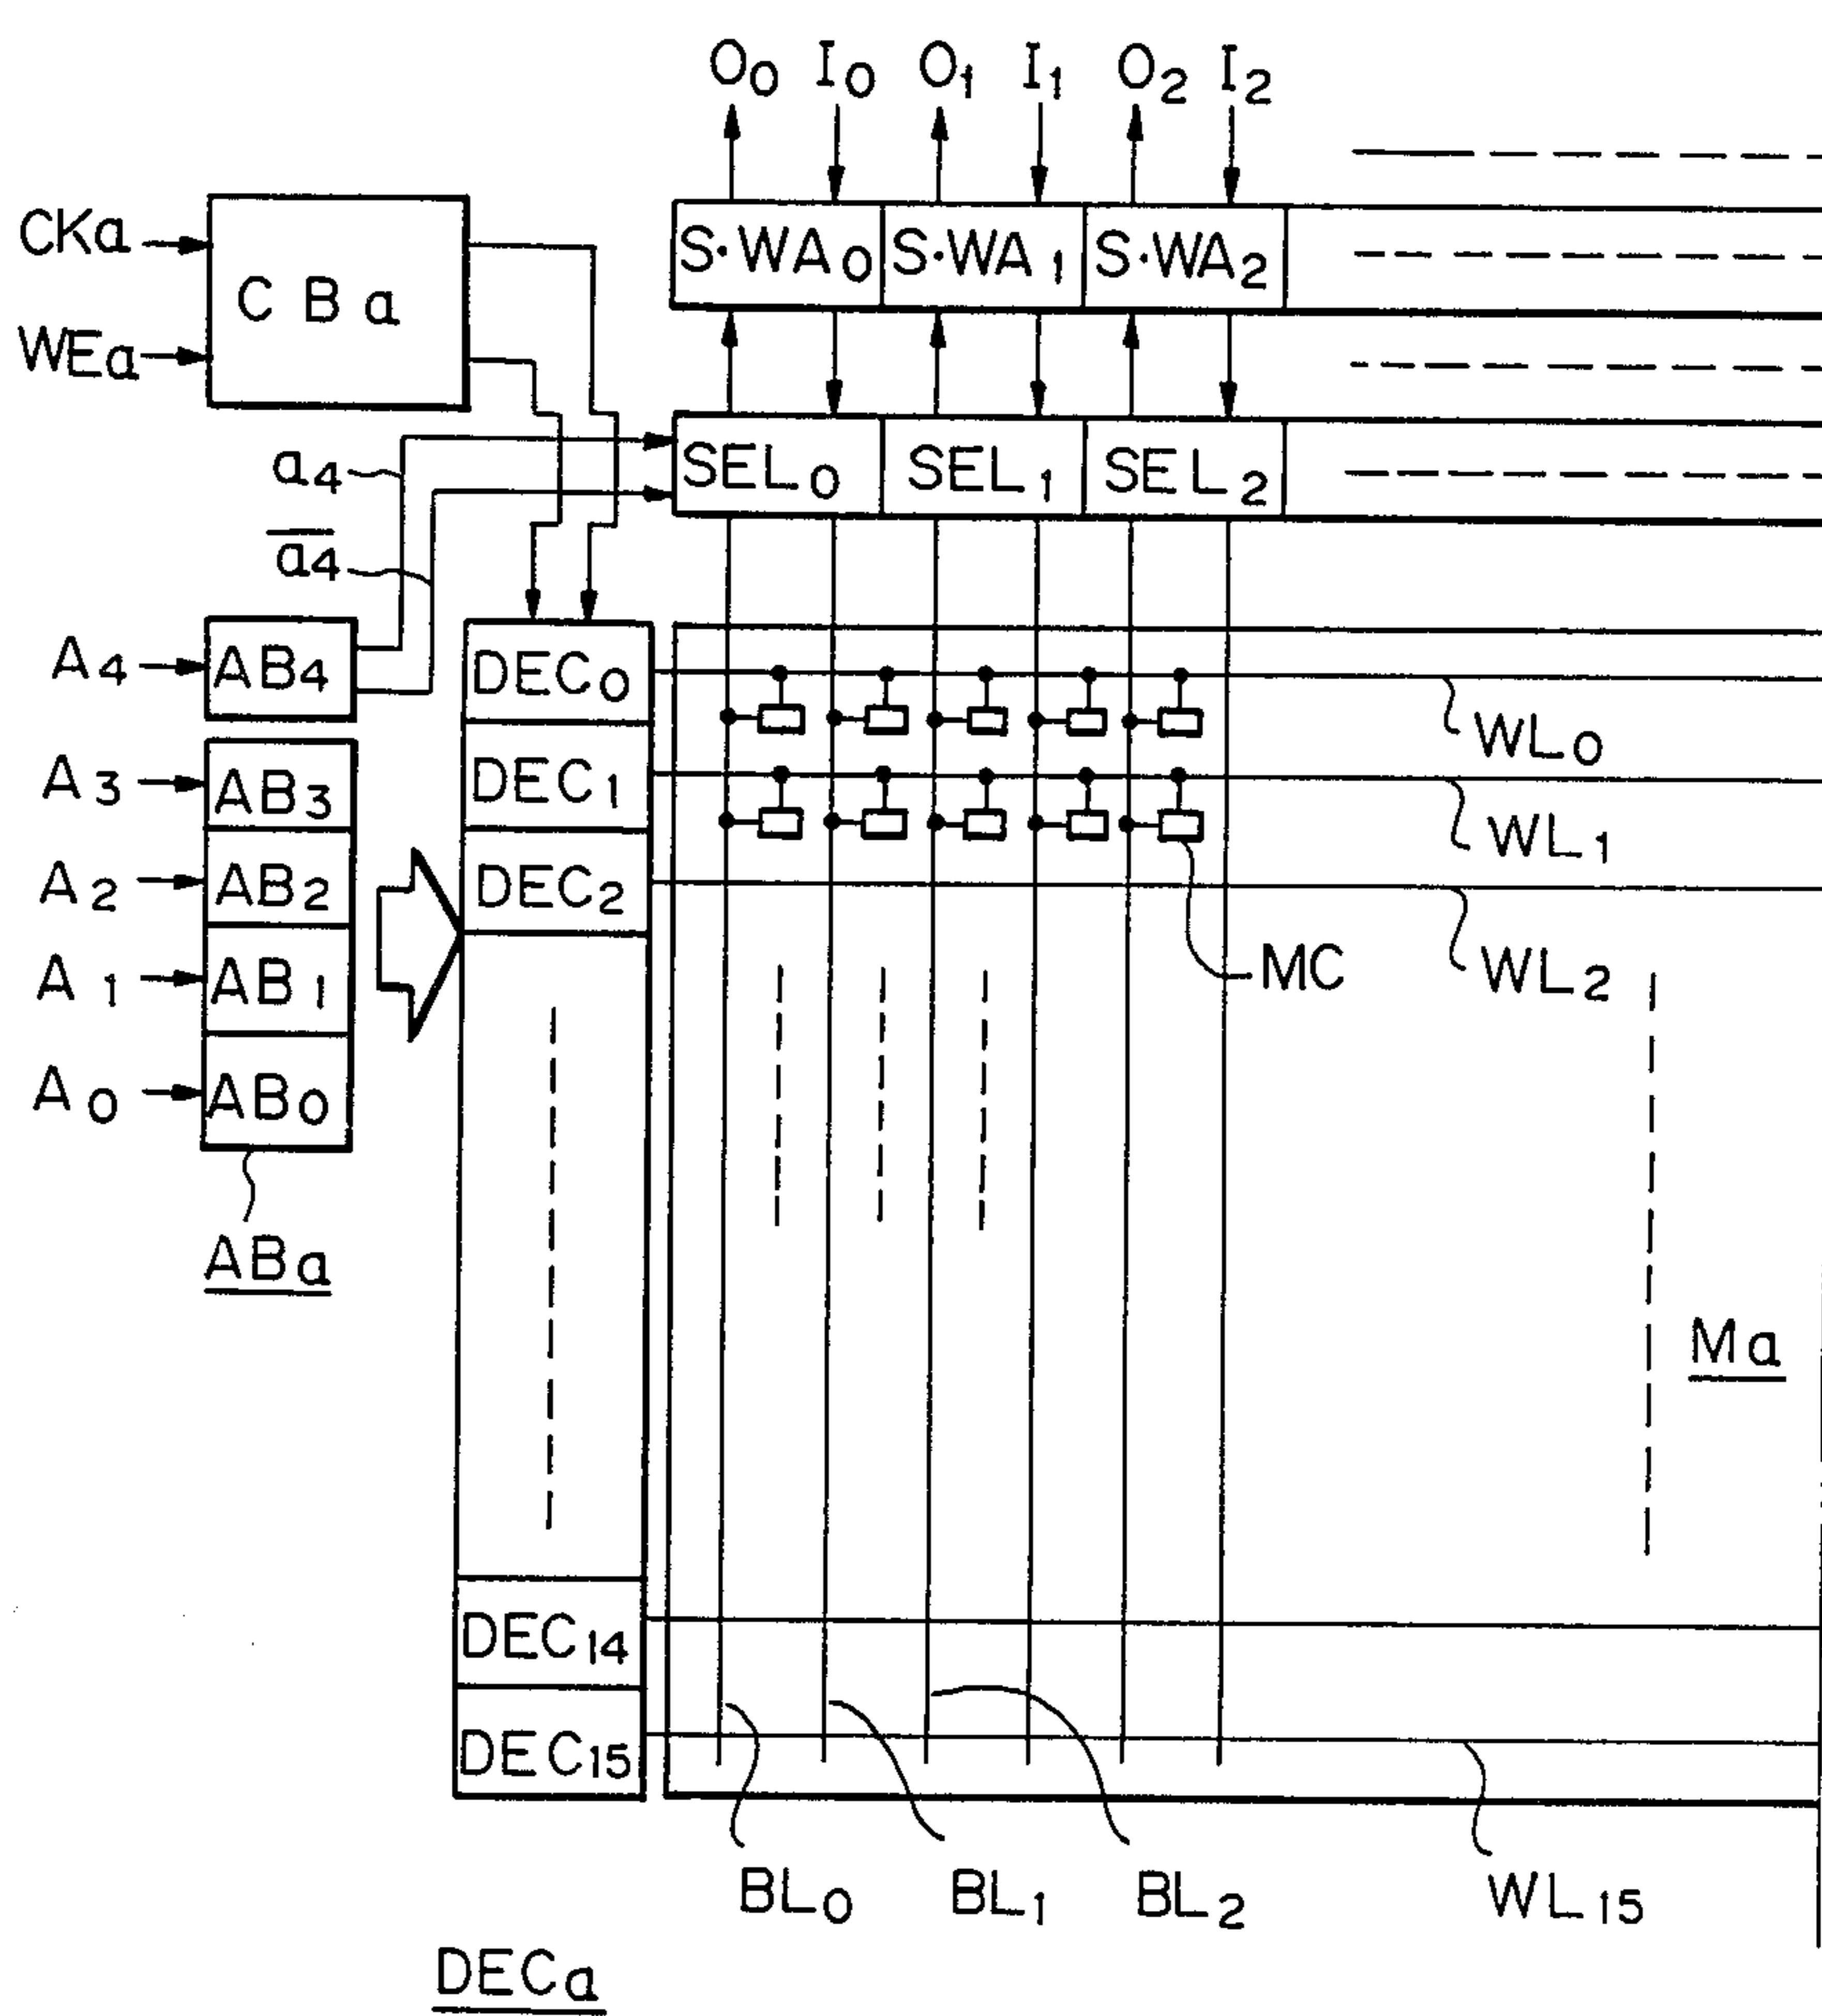 O0 I0 O1 I1 O2 I2
CKa
CBa
WEa
S·WA0 S·WA1 S·WA2
a4
SEL0 SEL1 SEL2
a̅4̅
A4 AB4
DEC0
WL0
A3 AB3
DEC1
WL1
A2 AB2
DEC2
MC
WL2
A1 AB1
A0 AB0
ABa
Ma
DEC14
DEC15
BL0 BL1 BL2 WL15
DECa